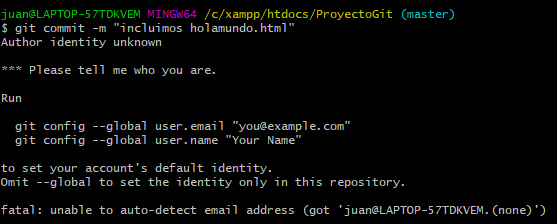 juan@LAPTOP-57TDKVEM MINGW64 /c/xampp/htdocs/ProyectoGit (master)
$ git commit -m "incluimos holamundo.html"
Author identity unknown
*** Please tell me who you are.
Run
git config --global user.email "you@example.com"
git config --global user.name "Your Name"
to set your account's default identity.
Omit --global to set the identity only in this repository.
fatal: unable to auto-detect email address (got 'juan@LAPTOP-57TDKVEM.(none)')